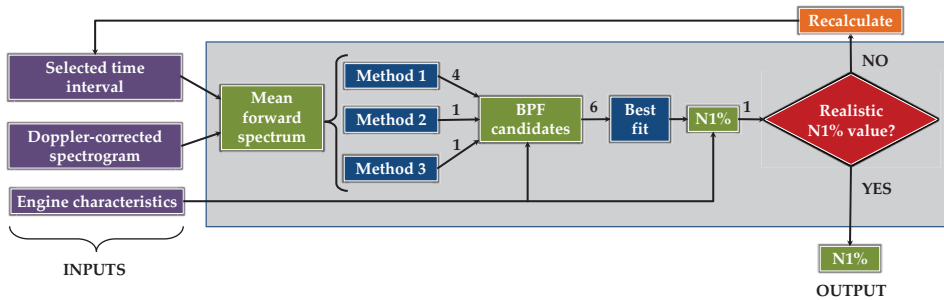 Recalculate
Selected time
interval
Method 1
4
NO
Mean
forward
spectrum
Doppler-corrected
spectrogram
Method 2
1
BPF
candidates
6
Best
fit
N1%
1
Realistic
N1% value?
Method 3
1
Engine characteristics
YES
INPUTS
N1%
OUTPUT